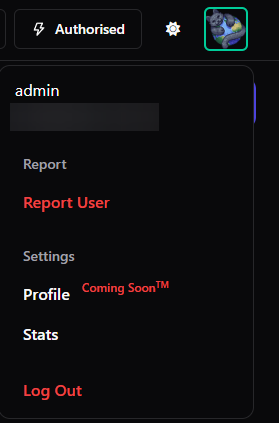 Authorised
admin
Report
Report User
Settings
Profile Coming Soon™
Stats
Log Out